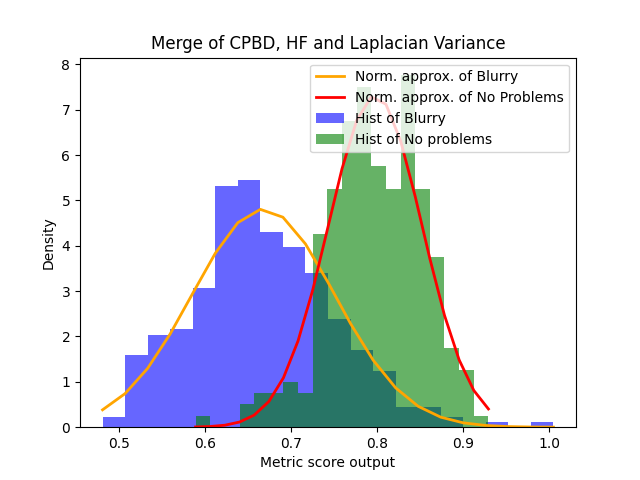 Merge of CPBD, HF and Laplacian Variance
Norm. approx. of Blurry
Norm. approx. of No Problems
Hist of Blurry
Hist of No problems
Density
8
7
6
5
4
3
2
1
0
0.5 0.6 0.7 0.8 0.9 1.0
Metric score output